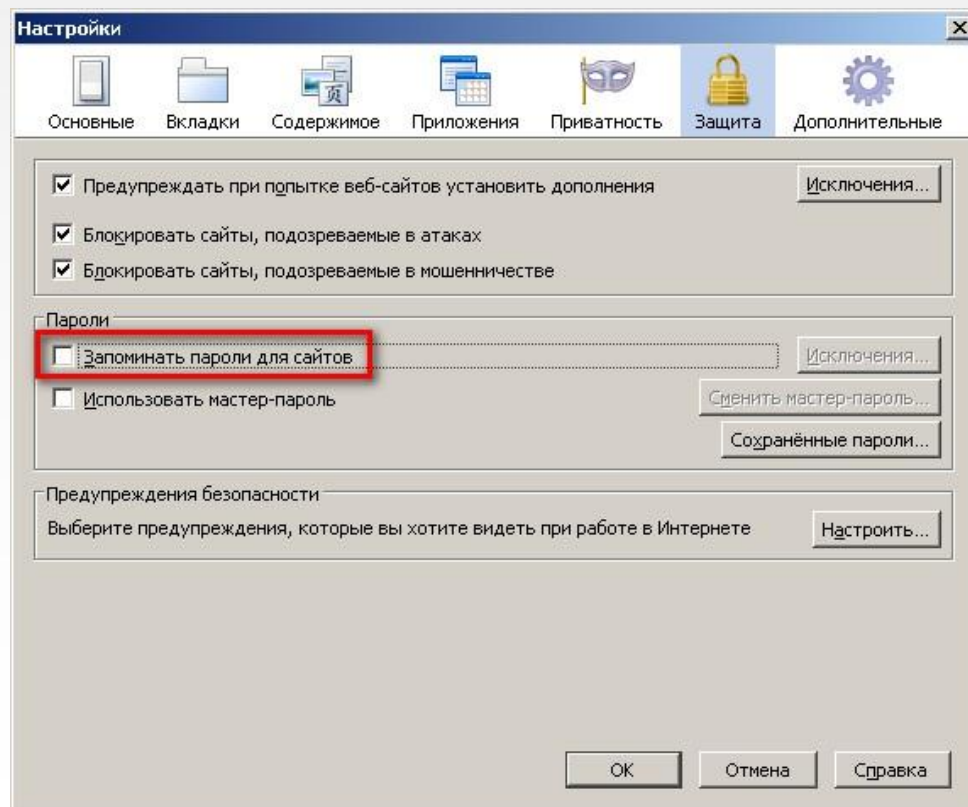 Настройки
Основные Вкладки Содержимое Приложения Приватность Защита Дополнительные
Предупреждать при попытке веб-сайтов установить дополнения Исключения...
Блокировать сайты, подозреваемые в атаках
Блокировать сайты, подозреваемые в мошенничестве
Пароли
Запоминать пароли для сайтов Исключения...
Использовать мастер-пароль Сменить мастер-пароль...
Сохранённые пароли...
Предупреждения безопасности
Выберите предупреждения, которые вы хотите видеть при работе в Интернете Настроить...
OK Отмена Справка